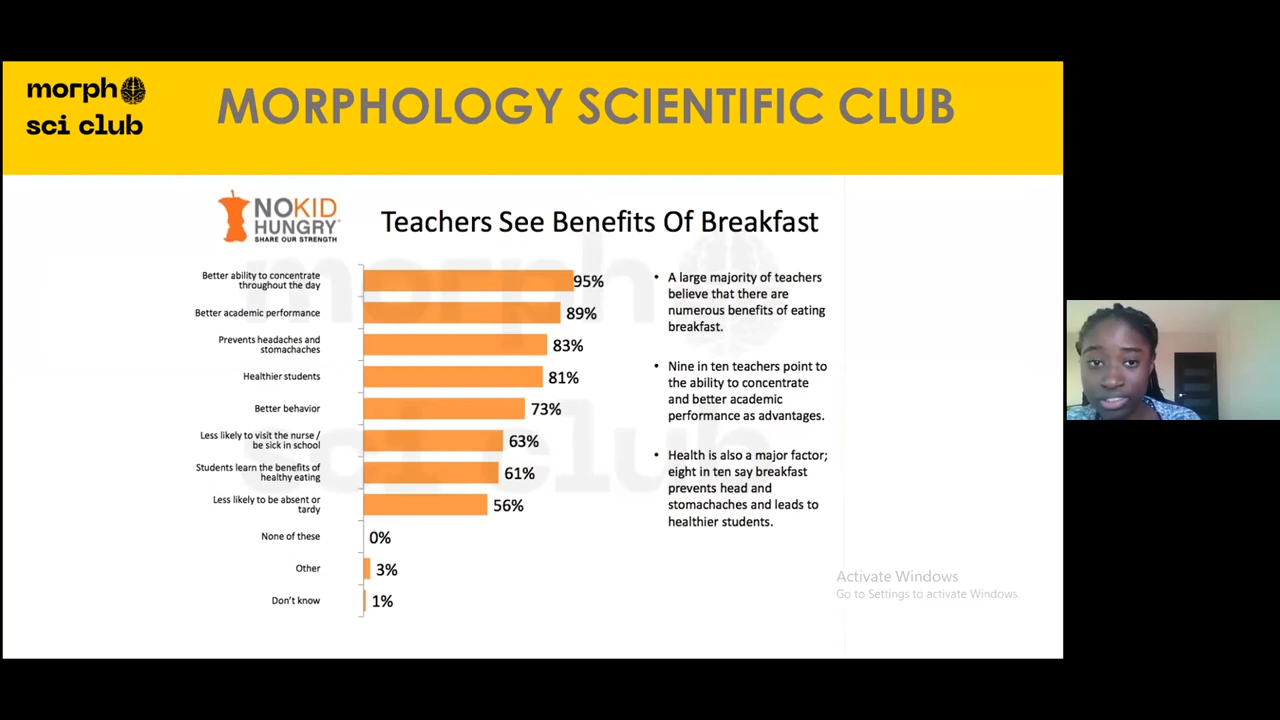 morph
sci club
MORPHOLOGY SCIENTIFIC CLUB
NOKID
HUNGRY®
SHARE OUR STRENGTH
Teachers See Benefits Of Breakfast
Better ability to concentrate
throughout the day
95%
Better academic performance
89%
Prevents headaches and
stomachaches
83%
Healthier students
81%
Better behavior
73%
Less likely to visit the nurse /
be sick in school
63%
Students learn the benefits of
healthy eating
61%
Less likely to be absent or
tardy
56%
None of these
0%
Other
3%
Don't know
1%
• A large majority of teachers
believe that there are
numerous benefits of eating
breakfast.
• Nine in ten teachers point to
the ability to concentrate
and better academic
performance as advantages.
• Health is also a major factor;
eight in ten say breakfast
prevents head and
stomachaches and leads to
healthier students.
morph
sci club
Activate Windows
Go to Settings to activate Windows.